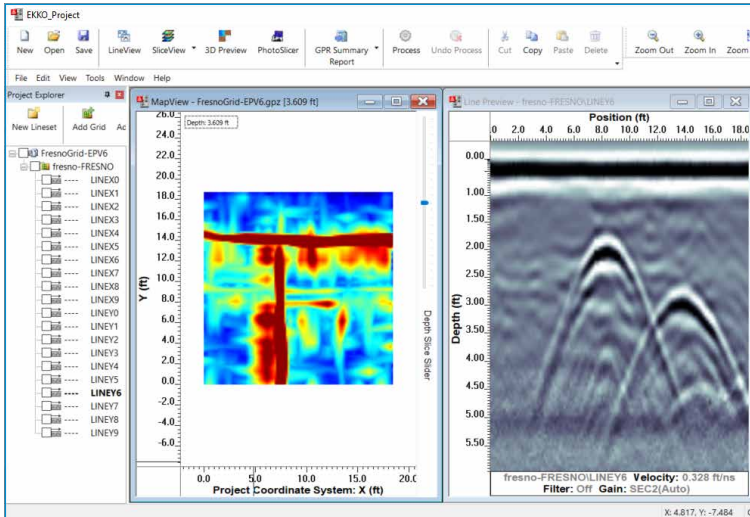 EKKO_Project
New Open Save LineView SliceView 3D Preview PhotoSlicer GPR Summary Report Process Undo Process Cut Copy Paste Delete Zoom Out Zoom In Zoom
File Edit View Tools Window Help
Project Explorer
New Lineset Add Grid Ac
FresnoGrid-EPV6
fresno-FRESNO
LINEX0
LINEX1
LINEX2
LINEX3
LINEX4
LINEX5
LINEX6
LINEX7
LINEX8
LINEX9
LINEY0
LINEY1
LINEY2
LINEY3
LINEY4
LINEY5
LINEY6
LINEY7
LINEY8
LINEY9
MapView - FresnoGrid-EPV6.gpz [3.609 ft]
Depth: 3.609 ft
26.0
24.0
22.0
20.0
18.0
16.0
14.0
12.0
10.0
8.0
6.0
4.0
2.0
0.0
-2.0
-4.0
-6.0
Y (ft)
0.0 5.0 10.0 15.0 20.0
Project Coordinate System: X (ft)
Depth Slice Slider
Line Preview - fresno-FRESNO\LINEY6
Position (ft)
0.0 2.0 4.0 6.0 8.0 10.0 12.0 14.0 16.0 18.0
0.00
1.00
1.50
2.00
2.50
3.00
3.50
4.00
4.50
5.00
5.50
Depth (ft)
fresno-FRESNO\LINEY6 Velocity: 0.328 ft/ns
Filter: Off Gain: SEC2(Auto)
X: 4.817, Y: -7.484